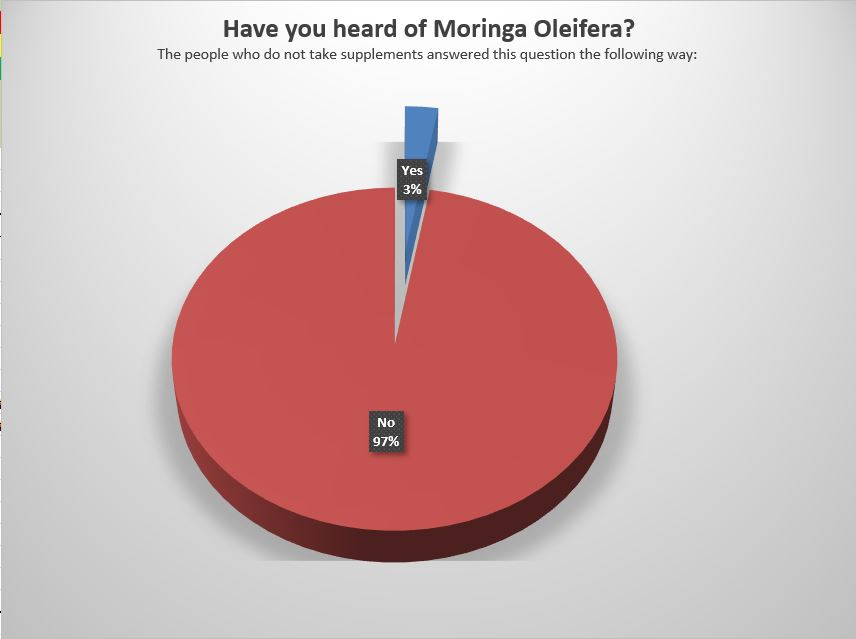 Have you heard of Moringa Oleifera?
The people who do not take supplements answered this question the following way:
Yes
3%
No
97%